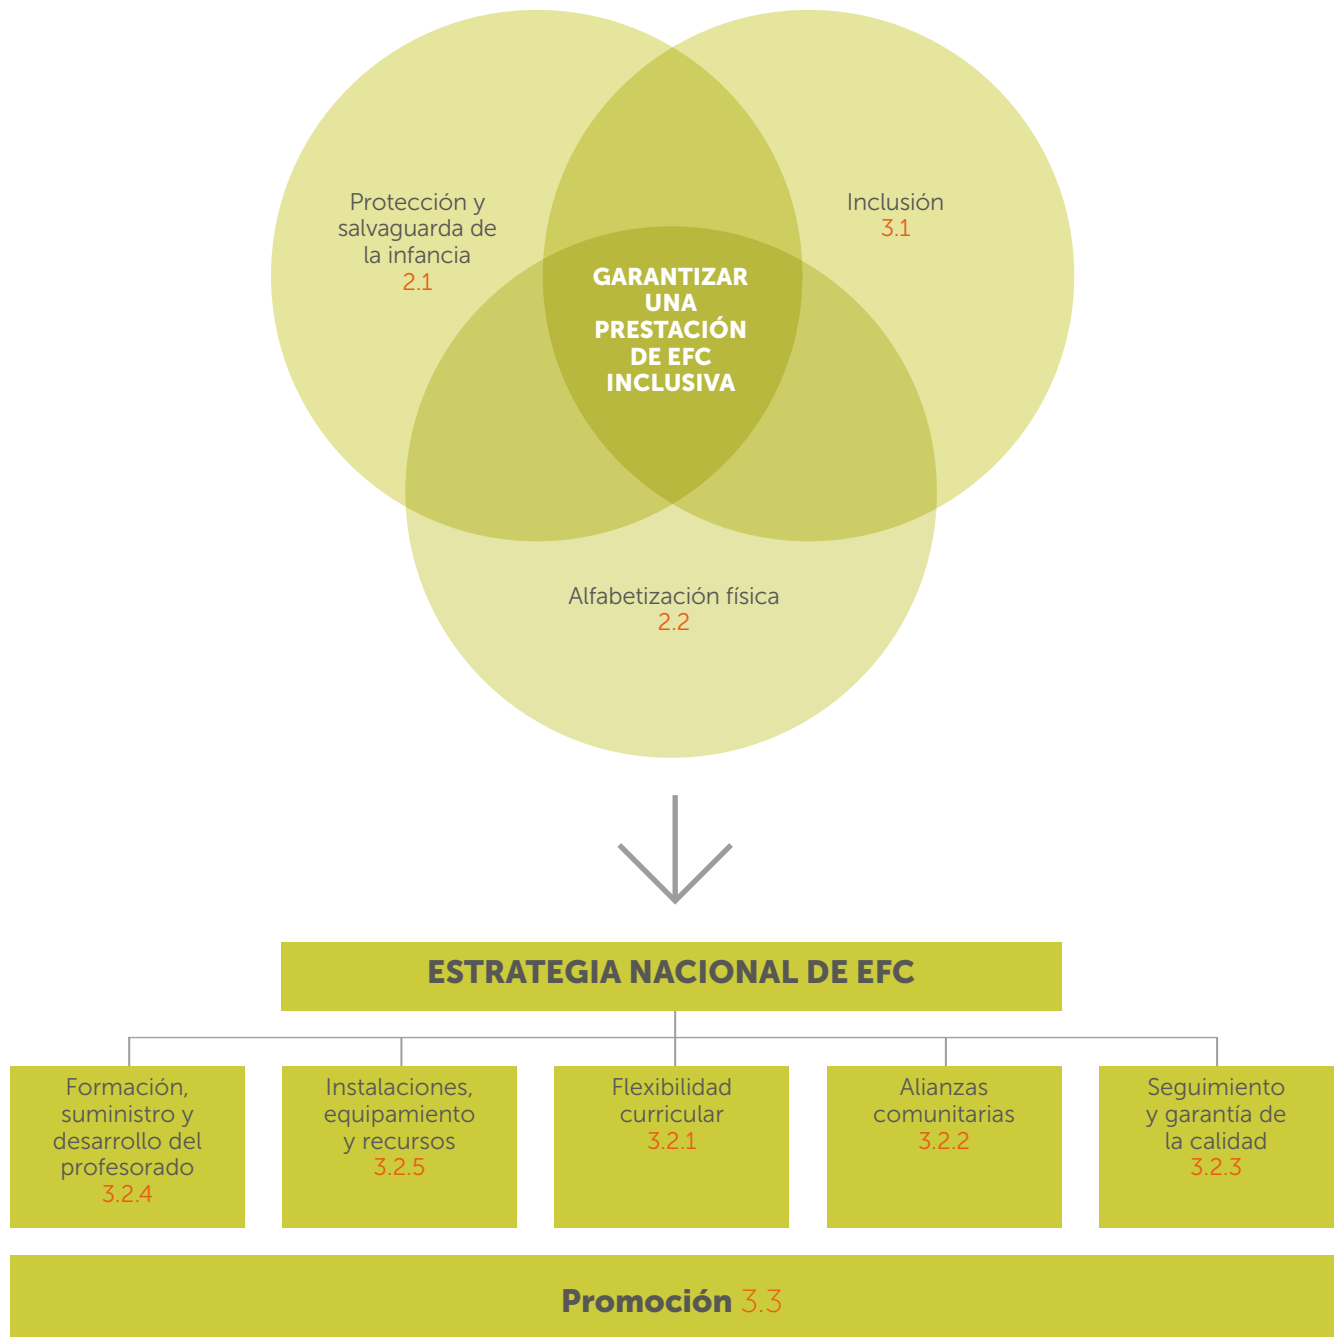 Protección y
salvaguarda de
la infancia
2.1
Inclusión
3.1
GARANTIZAR
UNA
PRESTACIÓN
DE EFC
INCLUSIVA
Alfabetización física
2.2
ESTRATEGIA NACIONAL DE EFC
Formación,
suministro y
desarrollo del
profesorado
3.2.4
Instalaciones,
equipamiento
y recursos
3.2.5
Flexibilidad
curricular
3.2.1
Alianzas
comunitarias
3.2.2
Seguimiento
y garantía de
la calidad
3.2.3
Promoción 3.3